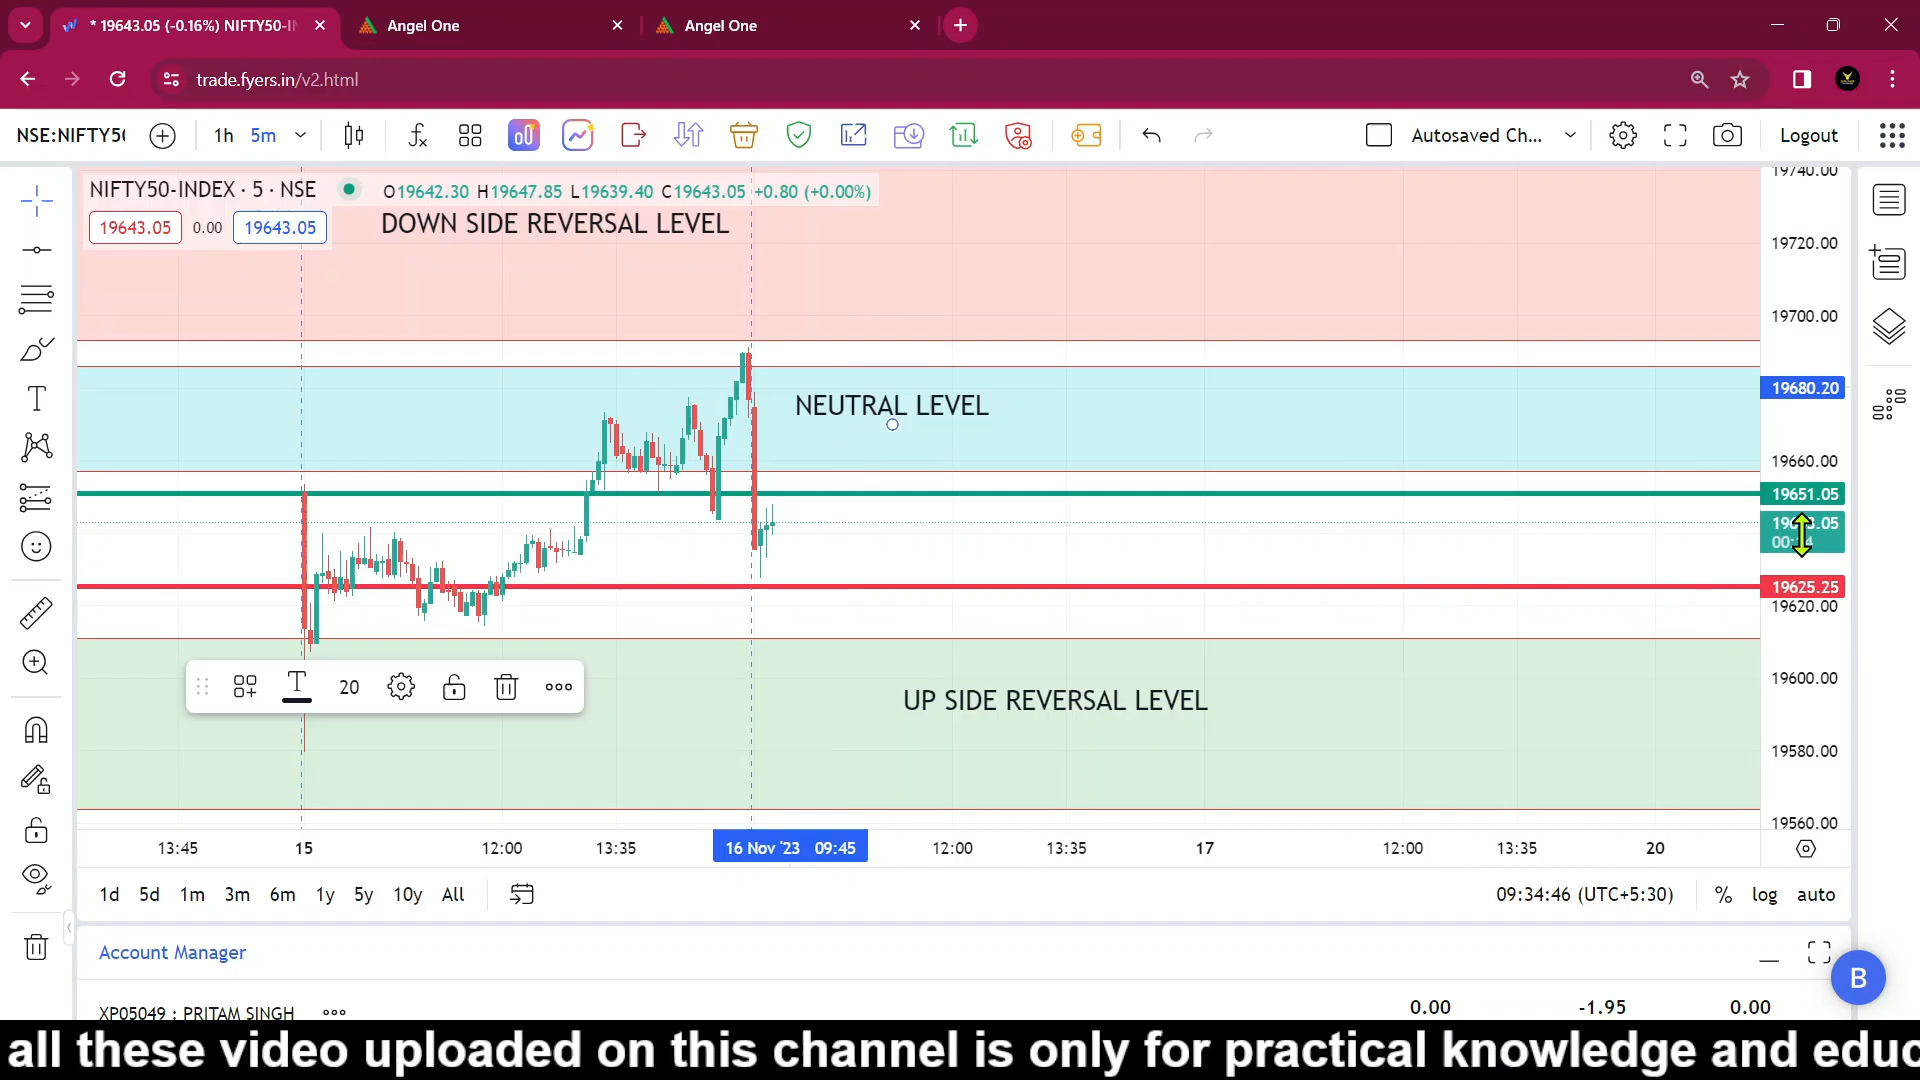 * 19643.05 (-0.16%) NIFTY50-IN
Angel One
Angel One
trade.fyers.in/v2.html
NSE:NIFTY5(
1h
5m
Autosaved Ch...
Logout
NIFTY50-INDEX · 5 · NSE
O19642.30 H19647.85 L19639.40 C19643.05 +0.80 (+0.00%)
19643.05
0.00
19643.05
DOWN SIDE REVERSAL LEVEL
NEUTRAL LEVEL
UP SIDE REVERSAL LEVEL
20
19740.00
19720.00
19700.00
19680.20
19660.00
19651.05
19625.25
19620.00
19600.00
19580.00
19560.00
13:45
15
12:00
13:35
16 Nov '23 09:45
12:00
13:35
17
12:00
13:35
20
1d 5d 1m 3m 6m 1y 5y 10y All
09:34:46 (UTC+5:30)
% log auto
Account Manager
B
XP05049 : PRITAM SINGH
0.00
-1.95
0.00
all these video uploaded on this channel is only for practical knowledge and educ